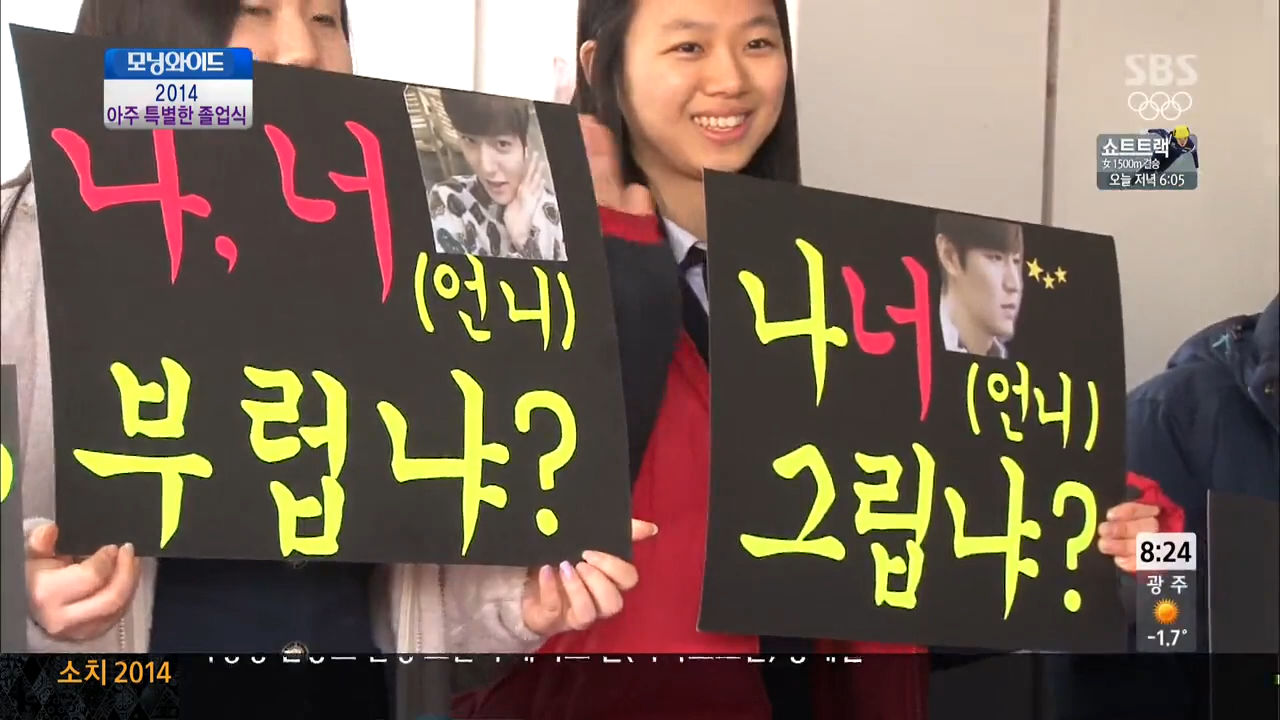 모닝와이드
2014
아주 특별한 졸업식
SBS
쇼트트랙
女 1500m 결승
오늘 저녁 6:05
나, 너
(언니)
부럽냐?
나 너
(언니)
그립냐?
8:24
광주
-1.7°
소치 2014